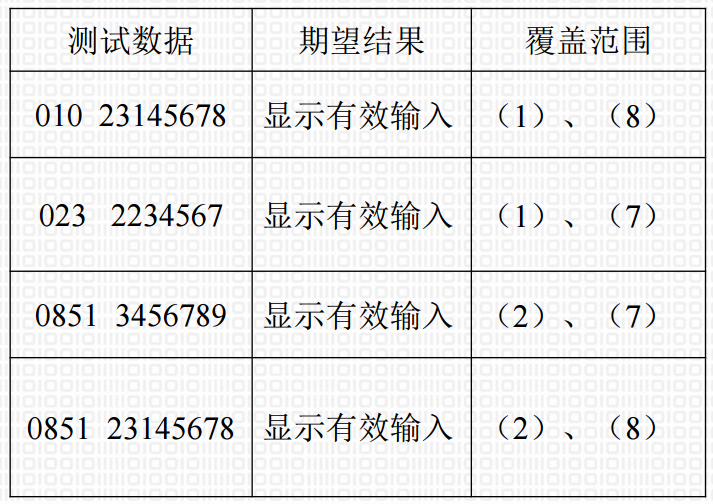 测试数据 期望结果 覆盖范围
010 23145678 显示有效输入 （1）、（8）
023 2234567 显示有效输入 （1）、（7）
0851 3456789 显示有效输入 （2）、（7）
0851 23145678 显示有效输入 （2）、（8）